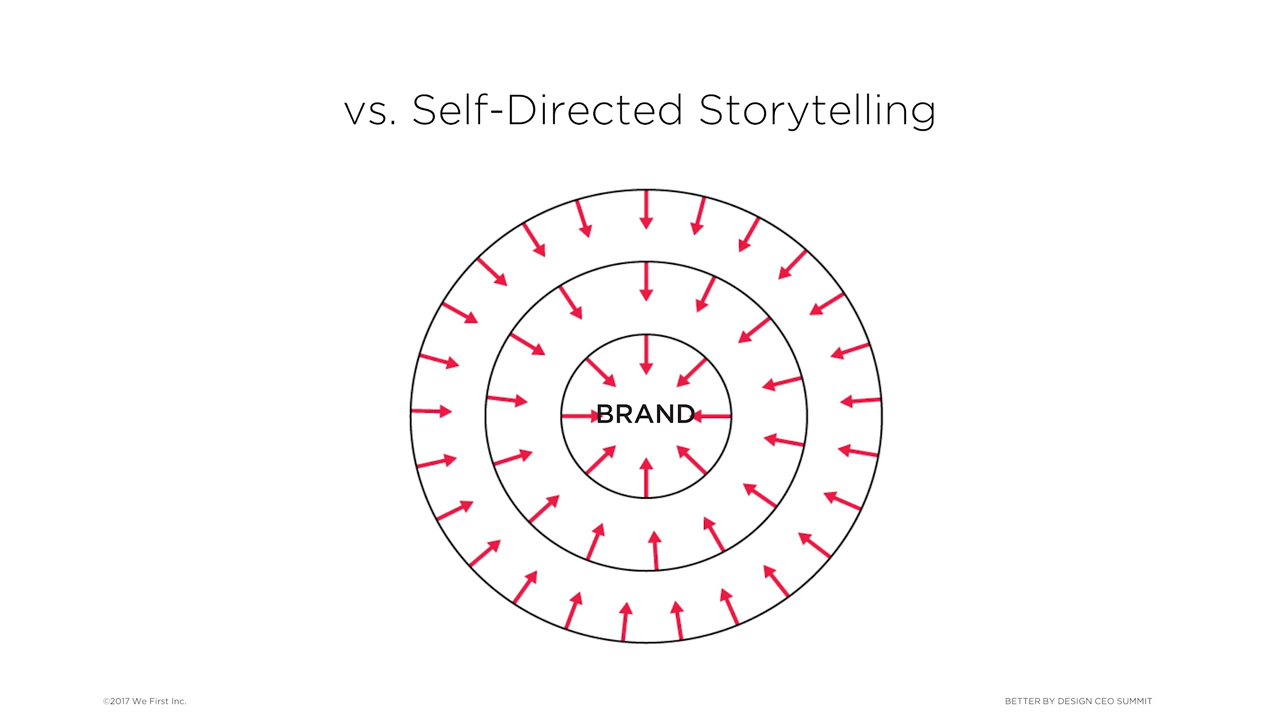 vs. Self-Directed Storytelling
BRAND
©2017 We First Inc.
BETTER BY DESIGN CEO SUMMIT